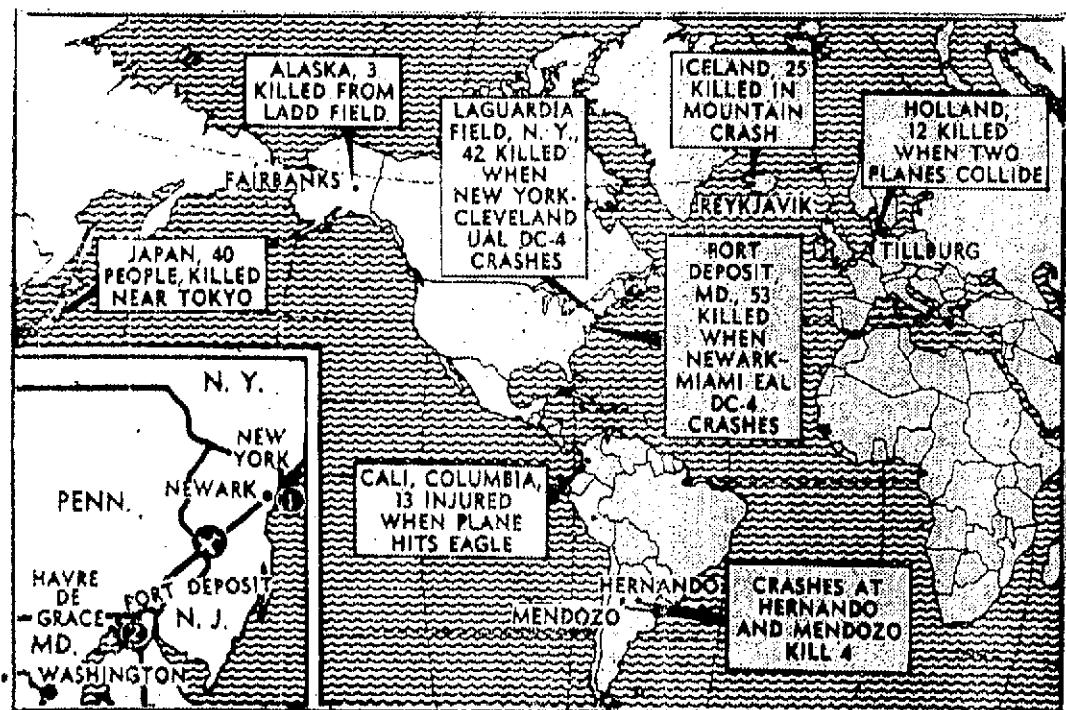 ALASKA, 3
KILLED FROM
LADD FIELD
FAIRBANKS
LAGUARDIA
FIELD, N. Y.,
42 KILLED
WHEN
NEW YORK-
CLEVELAND
UAL DC-4
CRASHES
ICELAND, 25
KILLED IN
MOUNTAIN
CRASH
REYKJAVIK
HOLLAND,
12 KILLED
WHEN TWO
PLANES COLLIDE
TILLBURG
JAPAN, 40
PEOPLE, KILLED
NEAR TOKYO
PORT
DEPOSIT,
MD., 53
KILLED
WHEN
NEWARK-
MIAMI EAL
DC-4
CRASHES
CALI, COLUMBIA,
13 INJURED
WHEN PLANE
HITS EAGLE
HERNANDO
MENDOZO
CRASHES AT
HERNANDO
AND MENDOZO
KILL 4
N. Y.
NEW
YORK
PENN.
NEWARK
1
HAVRE
DE
GRACE
PORT DEPOSIT
N. J.
2
MD.
WASHINGTON